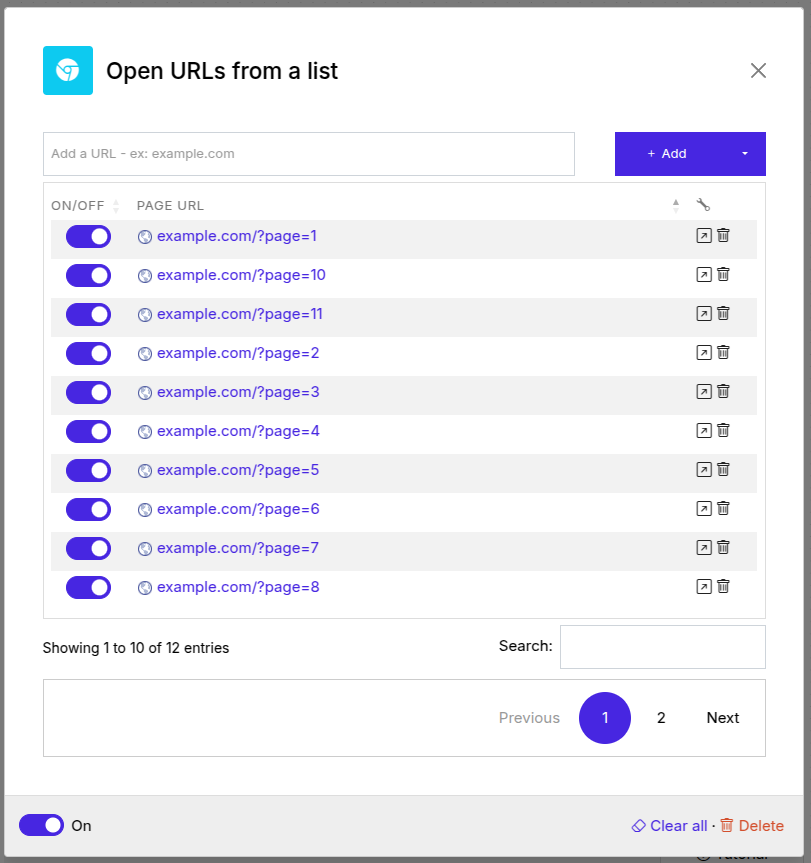 Open URLs from a list
Add a URL - ex: example.com
+ Add
ON/OFF PAGE URL
example.com/?page=1
example.com/?page=10
example.com/?page=11
example.com/?page=2
example.com/?page=3
example.com/?page=4
example.com/?page=5
example.com/?page=6
example.com/?page=7
example.com/?page=8
Showing 1 to 10 of 12 entries Search:
Previous 1 2 Next
On Clear all · Delete